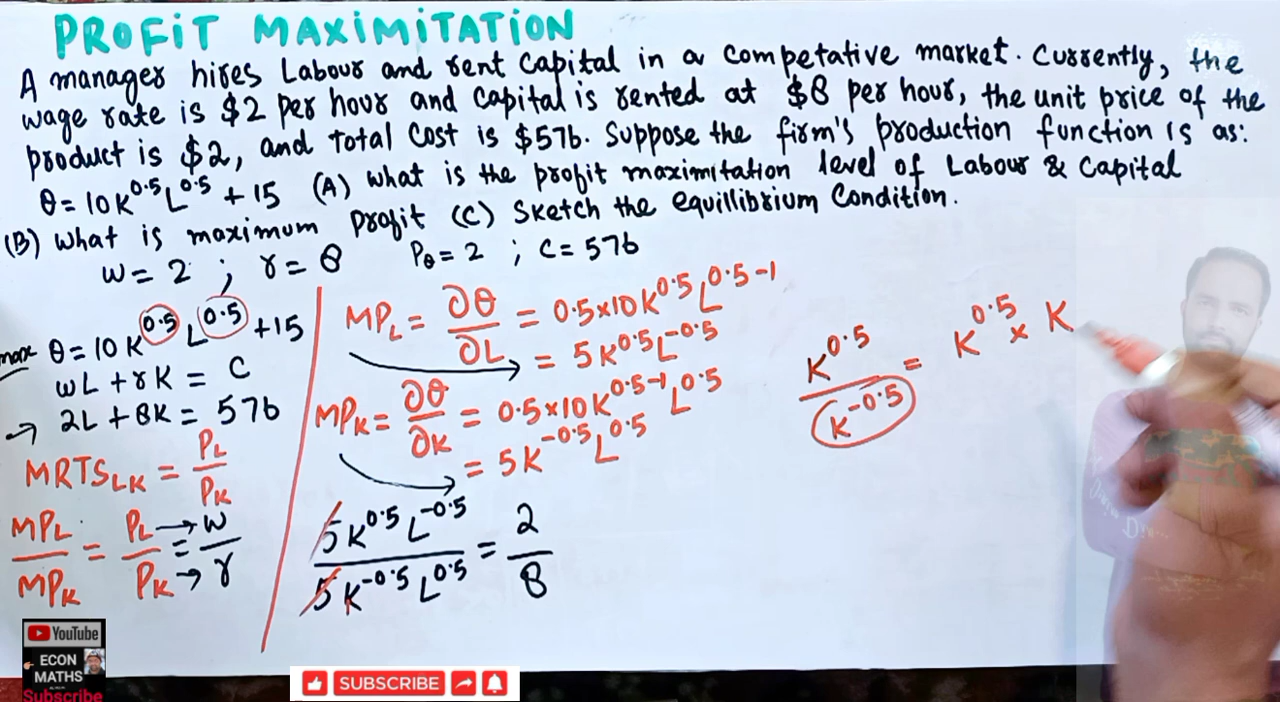 PROFiT MAXiMiTATiON
A manager hires Labour and rent capital in a competative market. Currently, the
wage rate is $2 per hour and capital is rented at $8 per hour, the unit price of the
product is $2, and total cost is $576. Suppose the firm's production function is as:
θ = 10K^0.5 L^0.5 + 15 (A) what is the profit maximitation level of Labour & Capital
(B) What is maximum profit (C) Sketch the equillibrium Condition.
w = 2 ; r = 8 Pθ = 2 ; C = 576
max θ = 10 K^0.5 L^0.5 + 15
wL + rK = C
→ 2L + 8K = 576
MRTS_LK = P_L / P_K
MP_L / MP_K = P_L / P_K = → w / → r
MP_L = ∂θ / ∂L = 0.5×10K^0.5 L^0.5-1
= 5K^0.5 L^-0.5
MP_K = ∂θ / ∂K = 0.5×10K^0.5-1 L^0.5
= 5K^-0.5 L^0.5
5K^0.5 L^-0.5 / 5K^-0.5 L^0.5 = 2 / 8
K^0.5 / K^-0.5 = K^0.5 × K
YouTube
ECON
MATHS
Subscribe
SUBSCRIBE